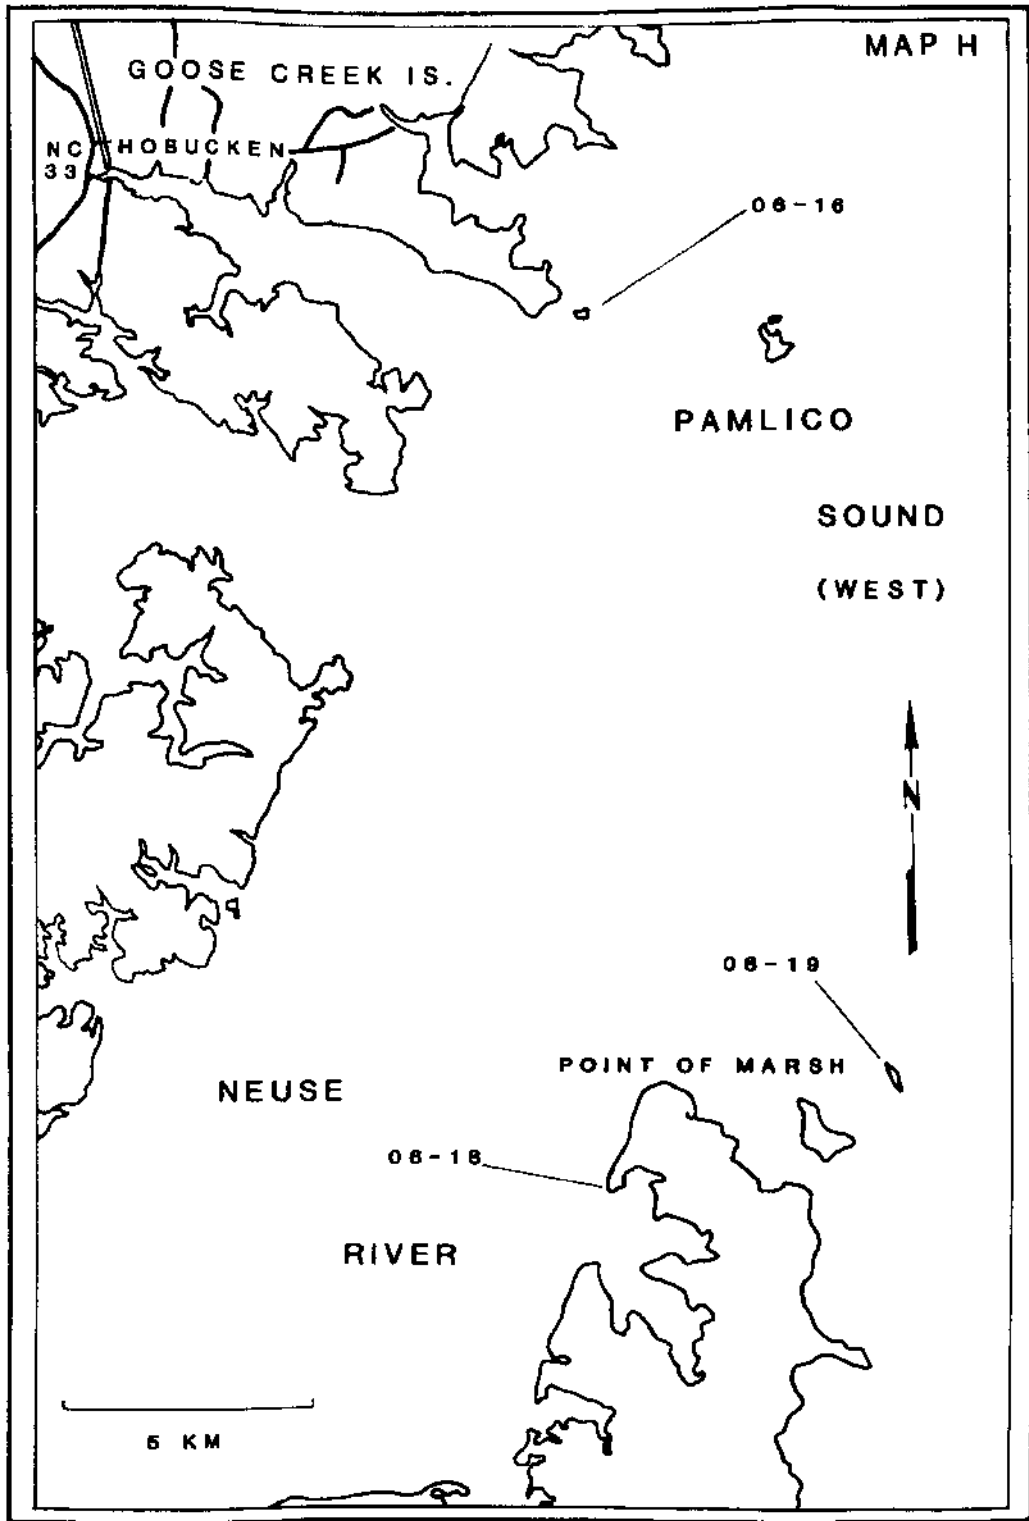 MAP H
GOOSE CREEK IS.
NC
33
HOBUCKEN
06-16
PAMLICO
SOUND
(WEST)
N
06-19
POINT OF MARSH
NEUSE
06-18
RIVER
5 KM